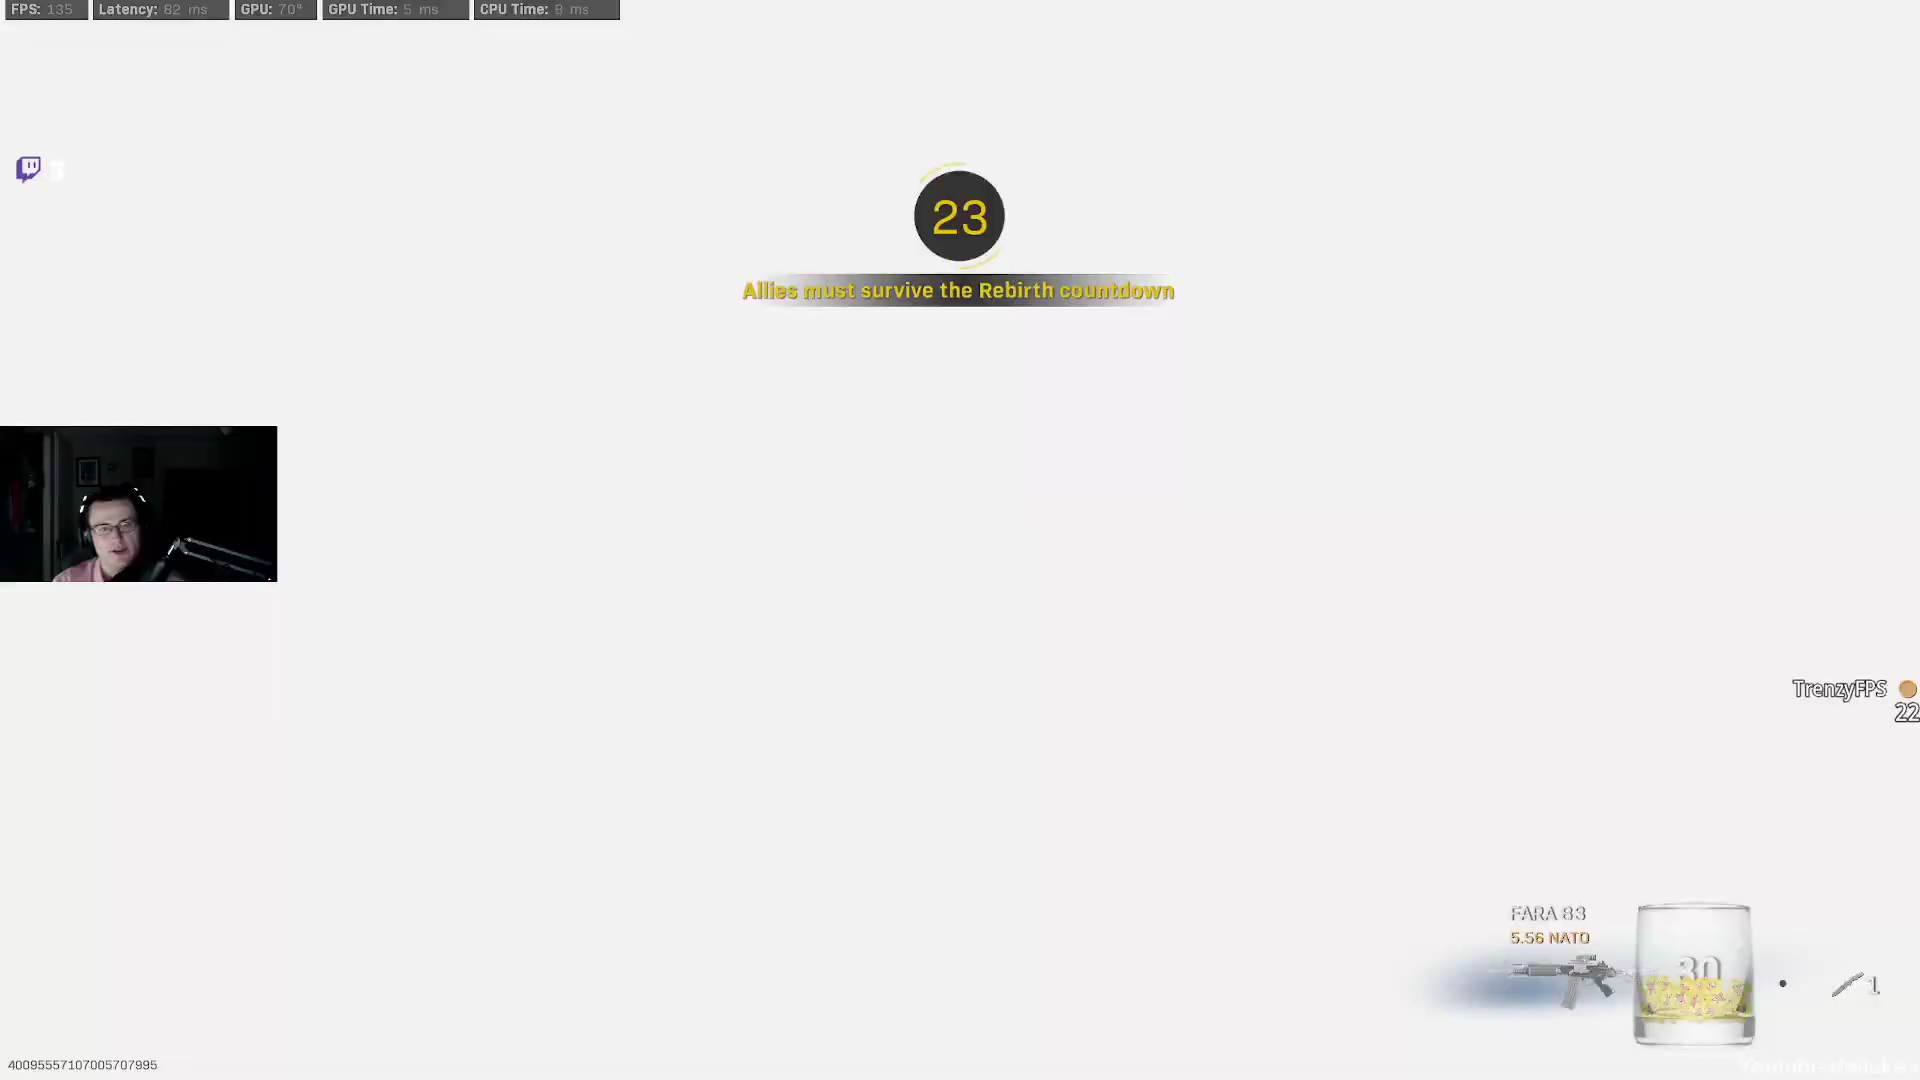 FPS: 135 Latency: 82 ms GPU: 70° GPU Time: 5 ms CPU Time: 8 ms
3
23
Allies must survive the Rebirth countdown
TrenzyFPS
22
FARA 83
5.56 NATO
30
1
40095557107005707995